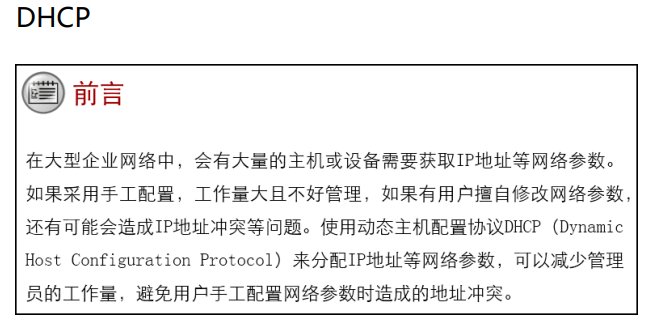 DHCP
前言
在大型企业网络中，会有大量的主机或设备需要获取IP地址等网络参数。
如果采用手工配置，工作量大且不好管理，如果有用户擅自修改网络参数，
还有可能会造成IP地址冲突等问题。使用动态主机配置协议DHCP（Dynamic
Host Configuration Protocol）来分配IP地址等网络参数，可以减少管理
员的工作量，避免用户手工配置网络参数时造成的地址冲突。